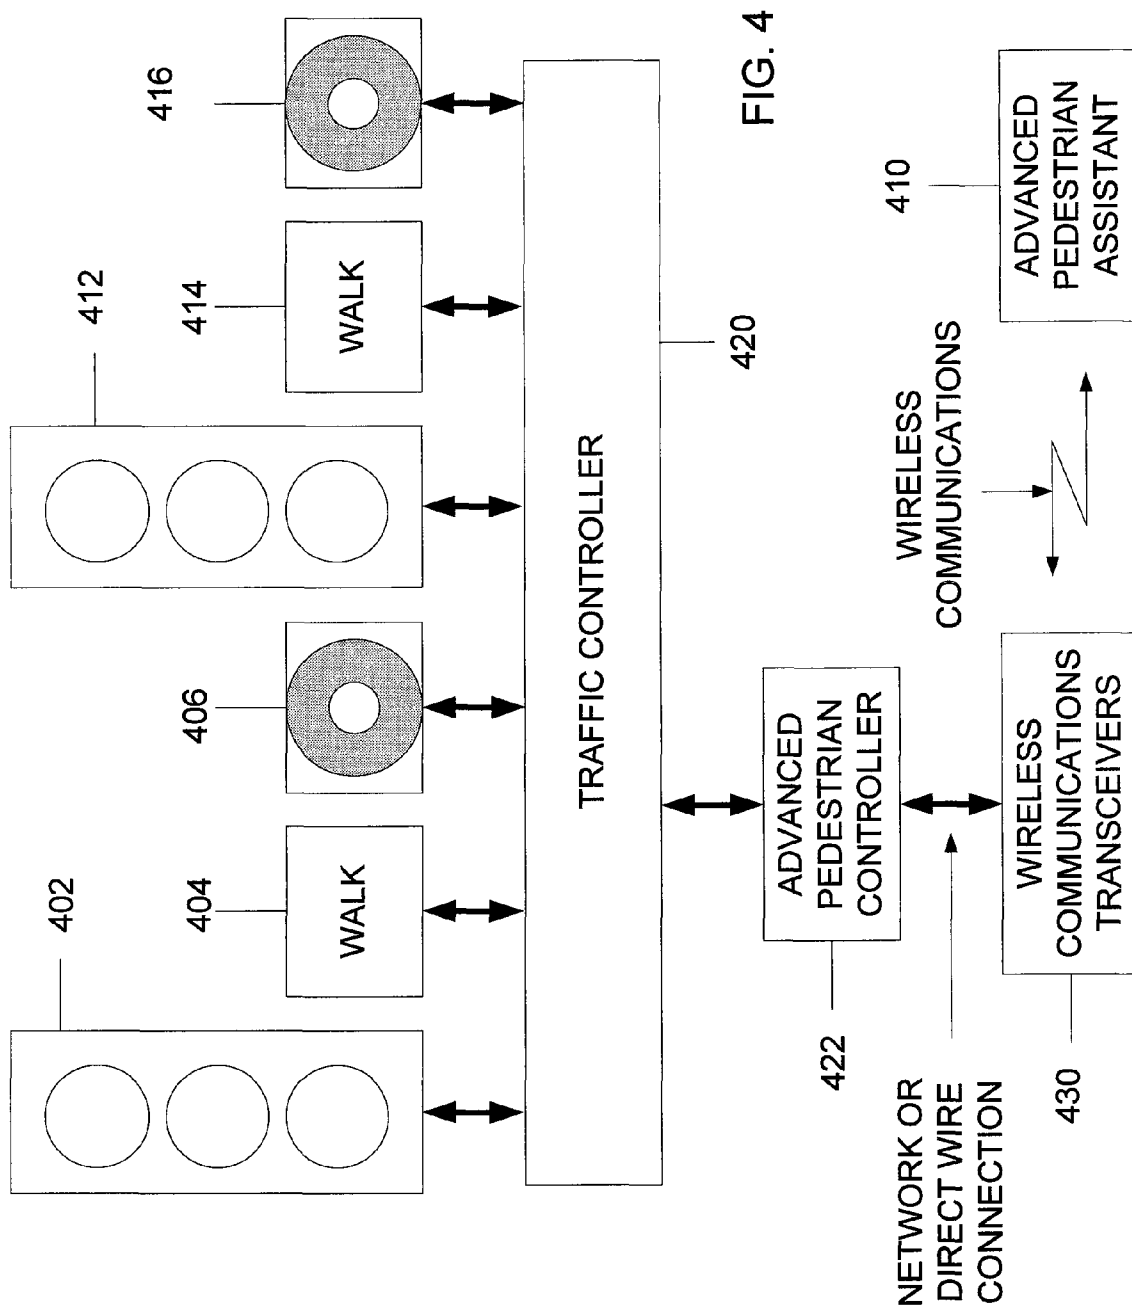 402
404
406
412
414
416
WALK
WALK
TRAFFIC CONTROLLER
420
FIG. 4
ADVANCED
PEDESTRIAN
CONTROLLER
422
NETWORK OR
DIRECT WIRE
CONNECTION
WIRELESS
COMMUNICATIONS
TRANSCEIVERS
430
WIRELESS
COMMUNICATIONS
410
ADVANCED
PEDESTRIAN
ASSISTANT